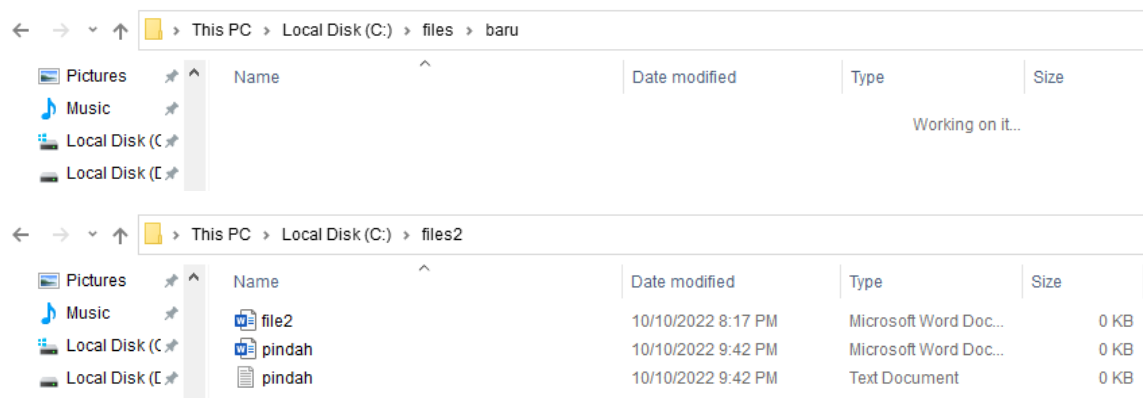 This PC > Local Disk (C:) > files > baru
Name Date modified Type Size
Pictures
Music
Local Disk (C
Local Disk (D
Working on it...
This PC > Local Disk (C:) > files2
Name Date modified Type Size
Pictures
Music
Local Disk (C
Local Disk (D
file2 10/10/2022 8:17 PM Microsoft Word Doc... 0 KB
pindah 10/10/2022 9:42 PM Microsoft Word Doc... 0 KB
pindah 10/10/2022 9:42 PM Text Document 0 KB